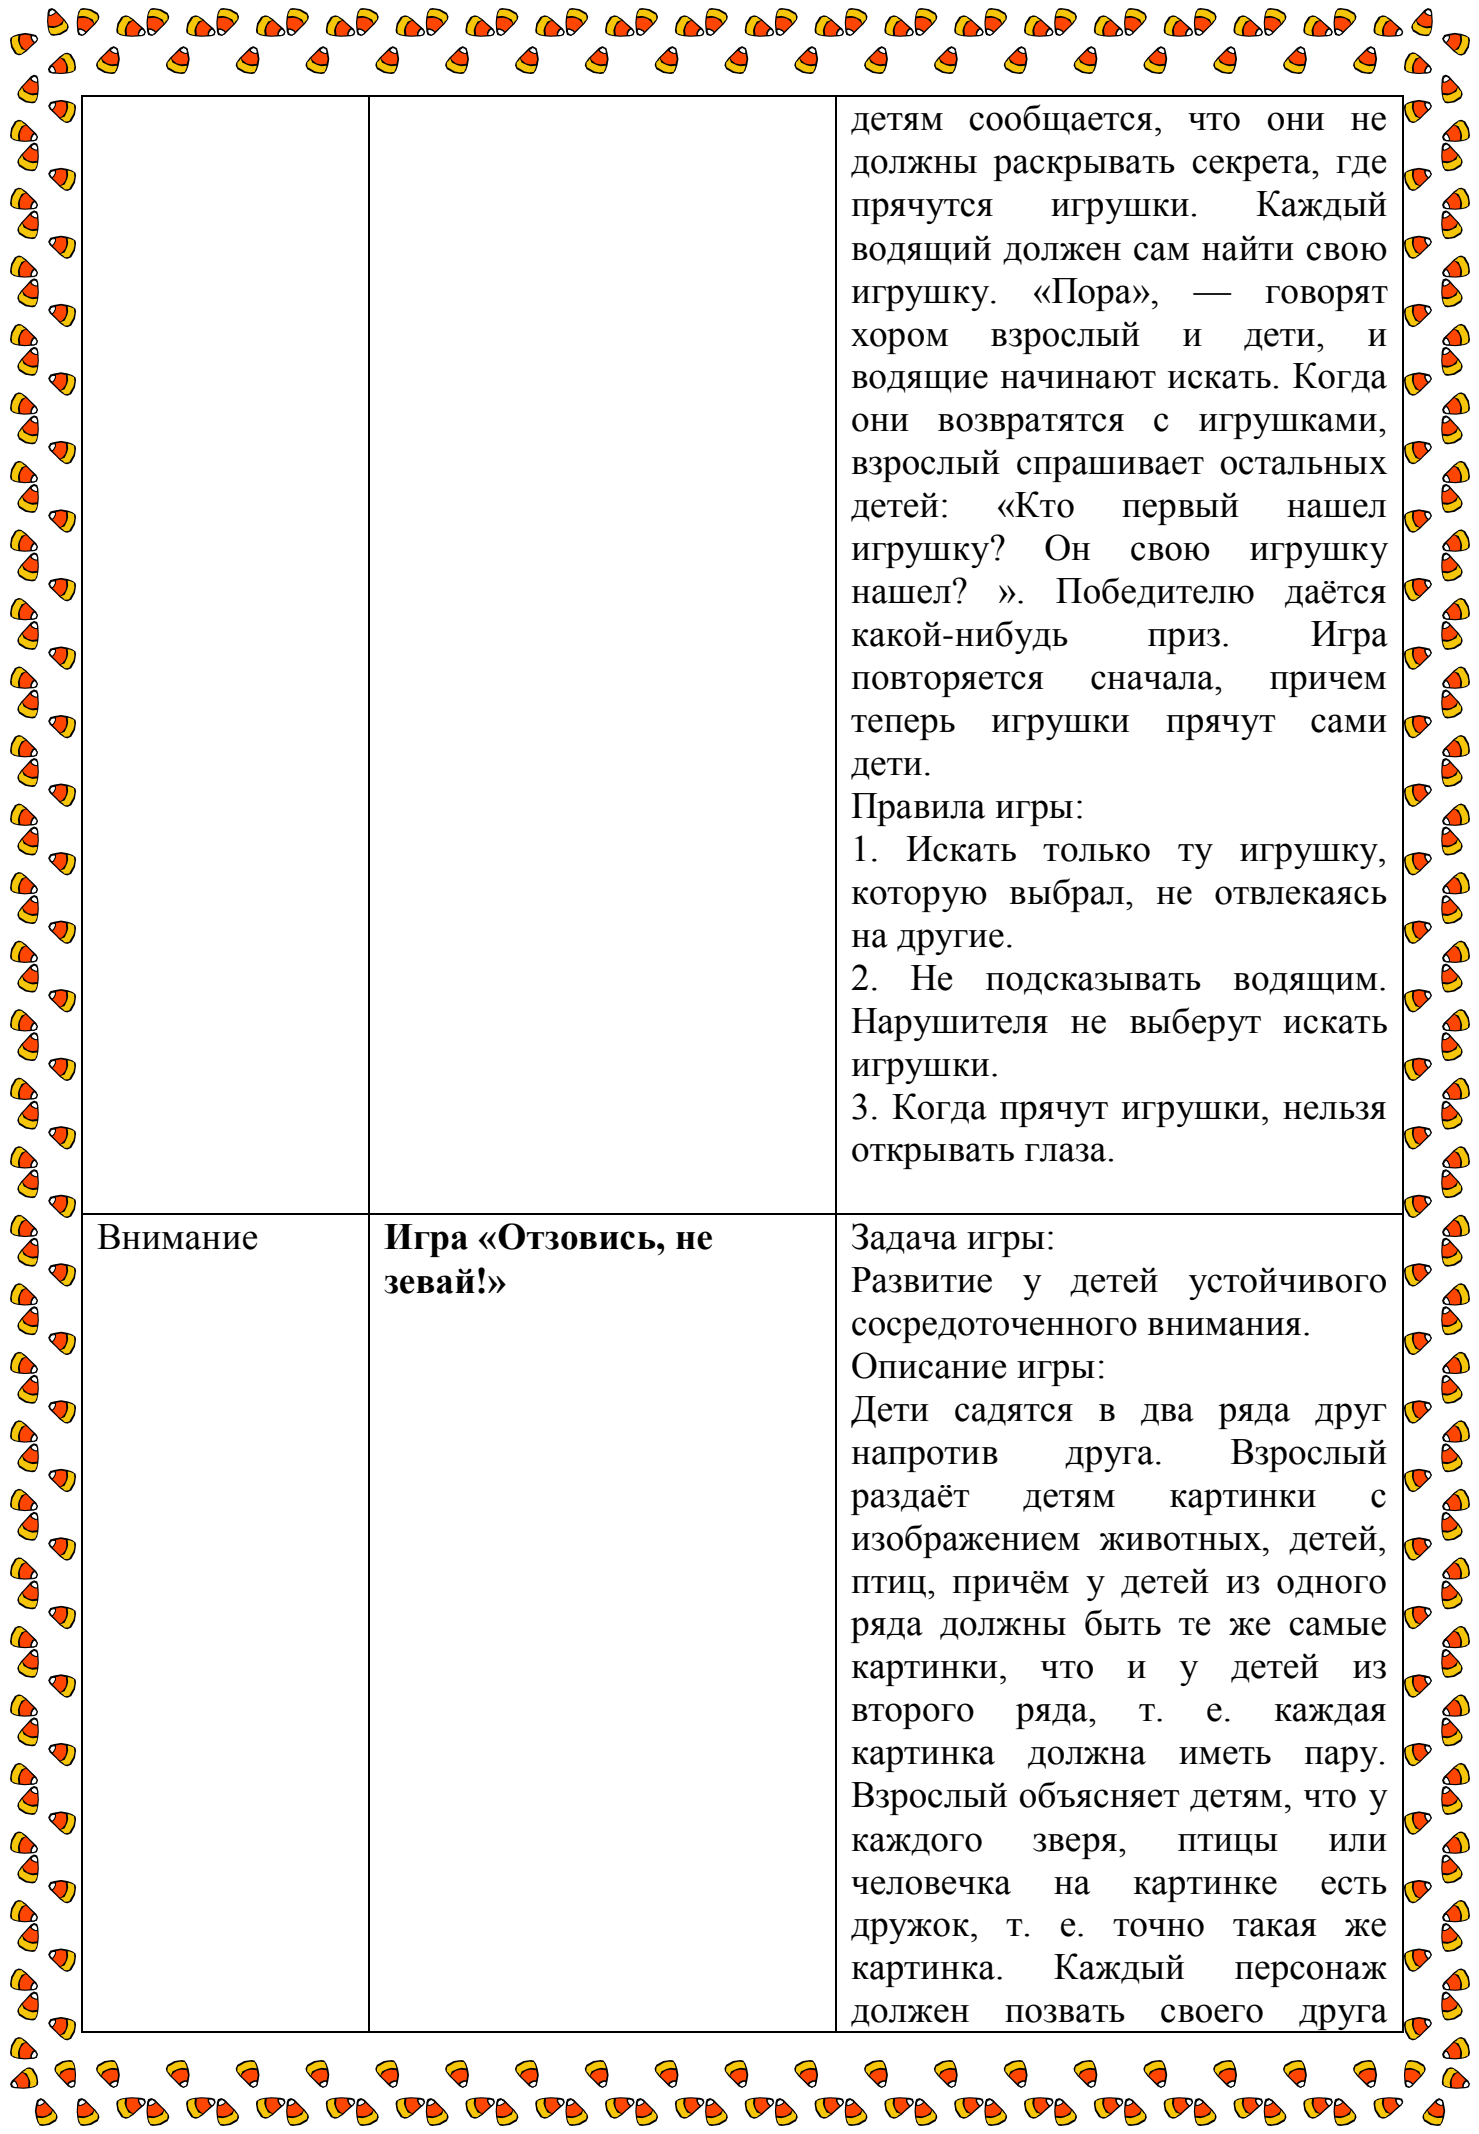 детям сообщается, что они не
должны раскрывать секрета, где
прячутся игрушки. Каждый
водящий должен сам найти свою
игрушку. «Пора», — говорят
хором взрослый и дети, и
водящие начинают искать. Когда
они возвратятся с игрушками,
взрослый спрашивает остальных
детей: «Кто первый нашел
игрушку? Он свою игрушку
нашел? ». Победителю даётся
какой-нибудь приз. Игра
повторяется сначала, причем
теперь игрушки прячут сами
дети.
Правила игры:
1. Искать только ту игрушку,
которую выбрал, не отвлекаясь
на другие.
2. Не подсказывать водящим.
Нарушителя не выберут искать
игрушки.
3. Когда прячут игрушки, нельзя
открывать глаза.
Внимание
Игра «Отзовись, не
зевай!»
Задача игры:
Развитие у детей устойчивого
сосредоточенного внимания.
Описание игры:
Дети садятся в два ряда друг
напротив друга. Взрослый
раздаёт детям картинки с
изображением животных, детей,
птиц, причём у детей из одного
ряда должны быть те же самые
картинки, что и у детей из
второго ряда, т. е. каждая
картинка должна иметь пару.
Взрослый объясняет детям, что у
каждого зверя, птицы или
человечка на картинке есть
дружок, т. е. точно такая же
картинка. Каждый персонаж
должен позвать своего друга